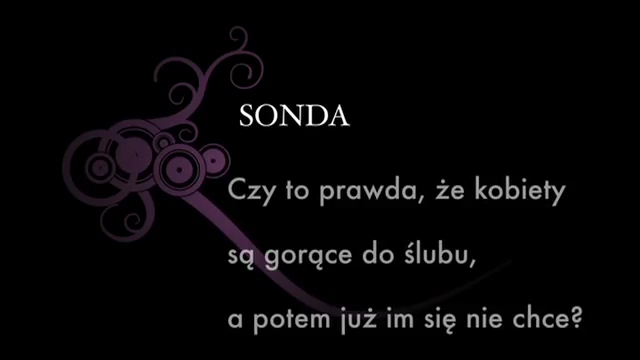 SONDA
Czy to prawda, że kobiety
są gorące do ślubu,
a potem już im się nie chce?